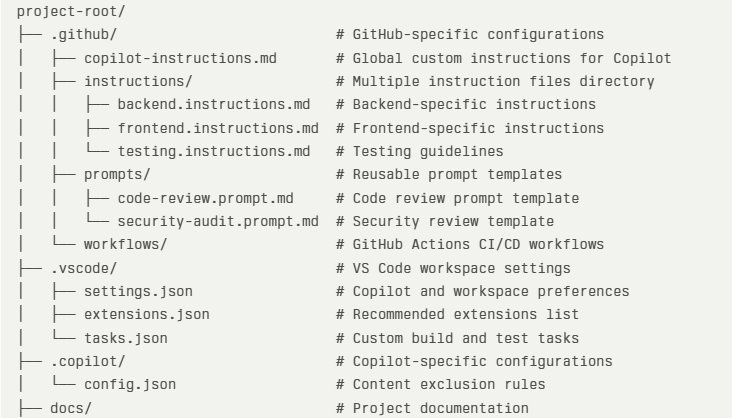 project-root/
├── .github/                          # GitHub-specific configurations
│   ├── copilot-instructions.md       # Global custom instructions for Copilot
│   ├── instructions/                 # Multiple instruction files directory
│   │   ├── backend.instructions.md   # Backend-specific instructions
│   │   ├── frontend.instructions.md  # Frontend-specific instructions
│   │   └── testing.instructions.md   # Testing guidelines
│   ├── prompts/                      # Reusable prompt templates
│   │   ├── code-review.prompt.md     # Code review prompt template
│   │   └── security-audit.prompt.md  # Security review template
│   └── workflows/                    # GitHub Actions CI/CD workflows
├── .vscode/                          # VS Code workspace settings
│   ├── settings.json                 # Copilot and workspace preferences
│   ├── extensions.json               # Recommended extensions list
│   └── tasks.json                    # Custom build and test tasks
├── .copilot/                         # Copilot-specific configurations
│   └── config.json                   # Content exclusion rules
├── docs/                             # Project documentation